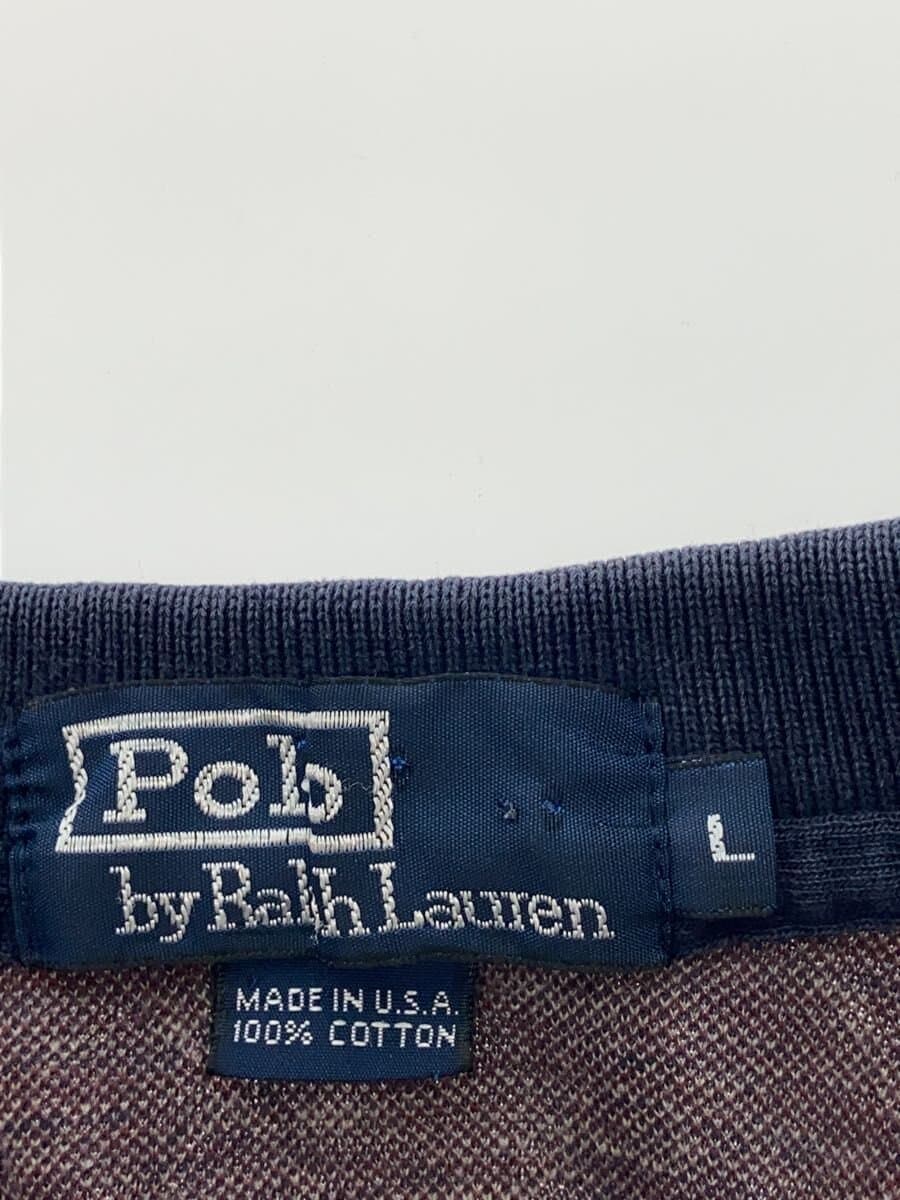 Polo
by Ralph Lauren
L
MADE IN U.S.A.
100% COTTON